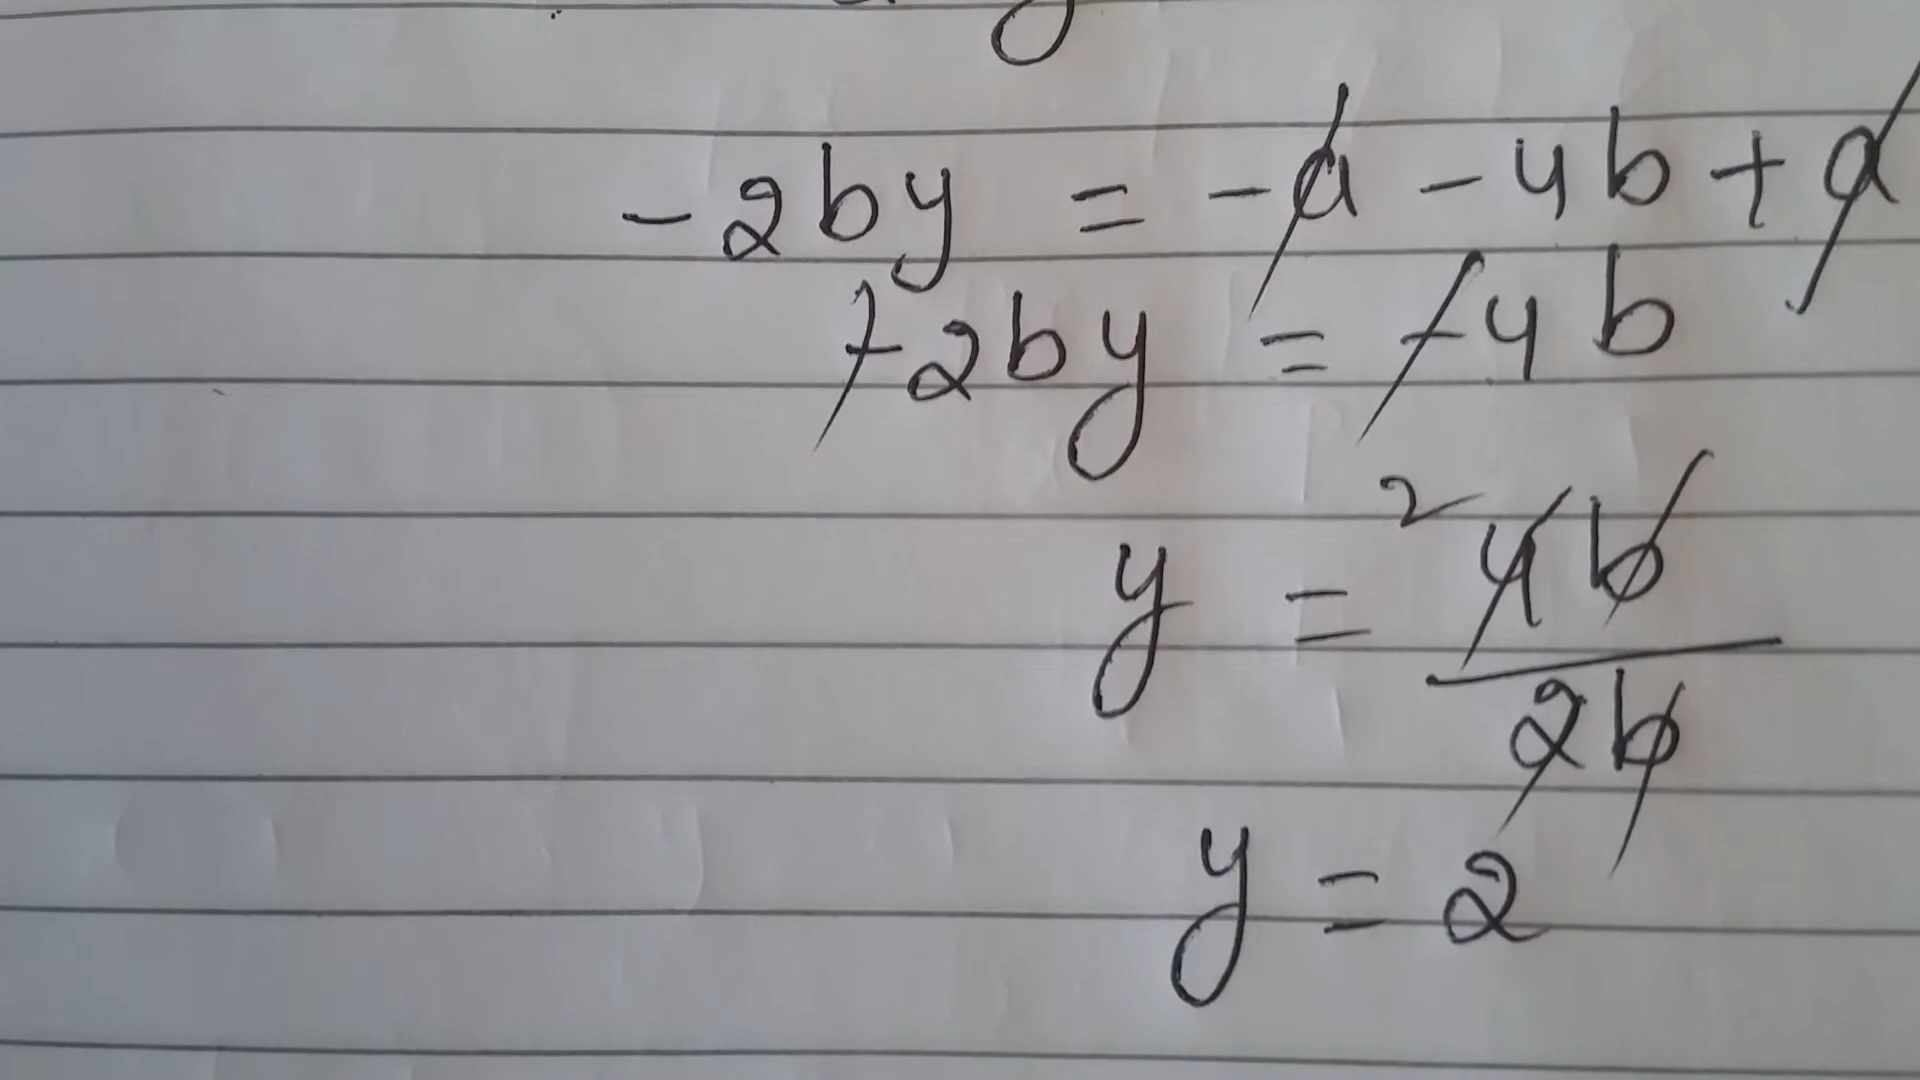 -2by = -a - 4b + a
-2by = -4b
y = 2 4b / 2b
y = 2